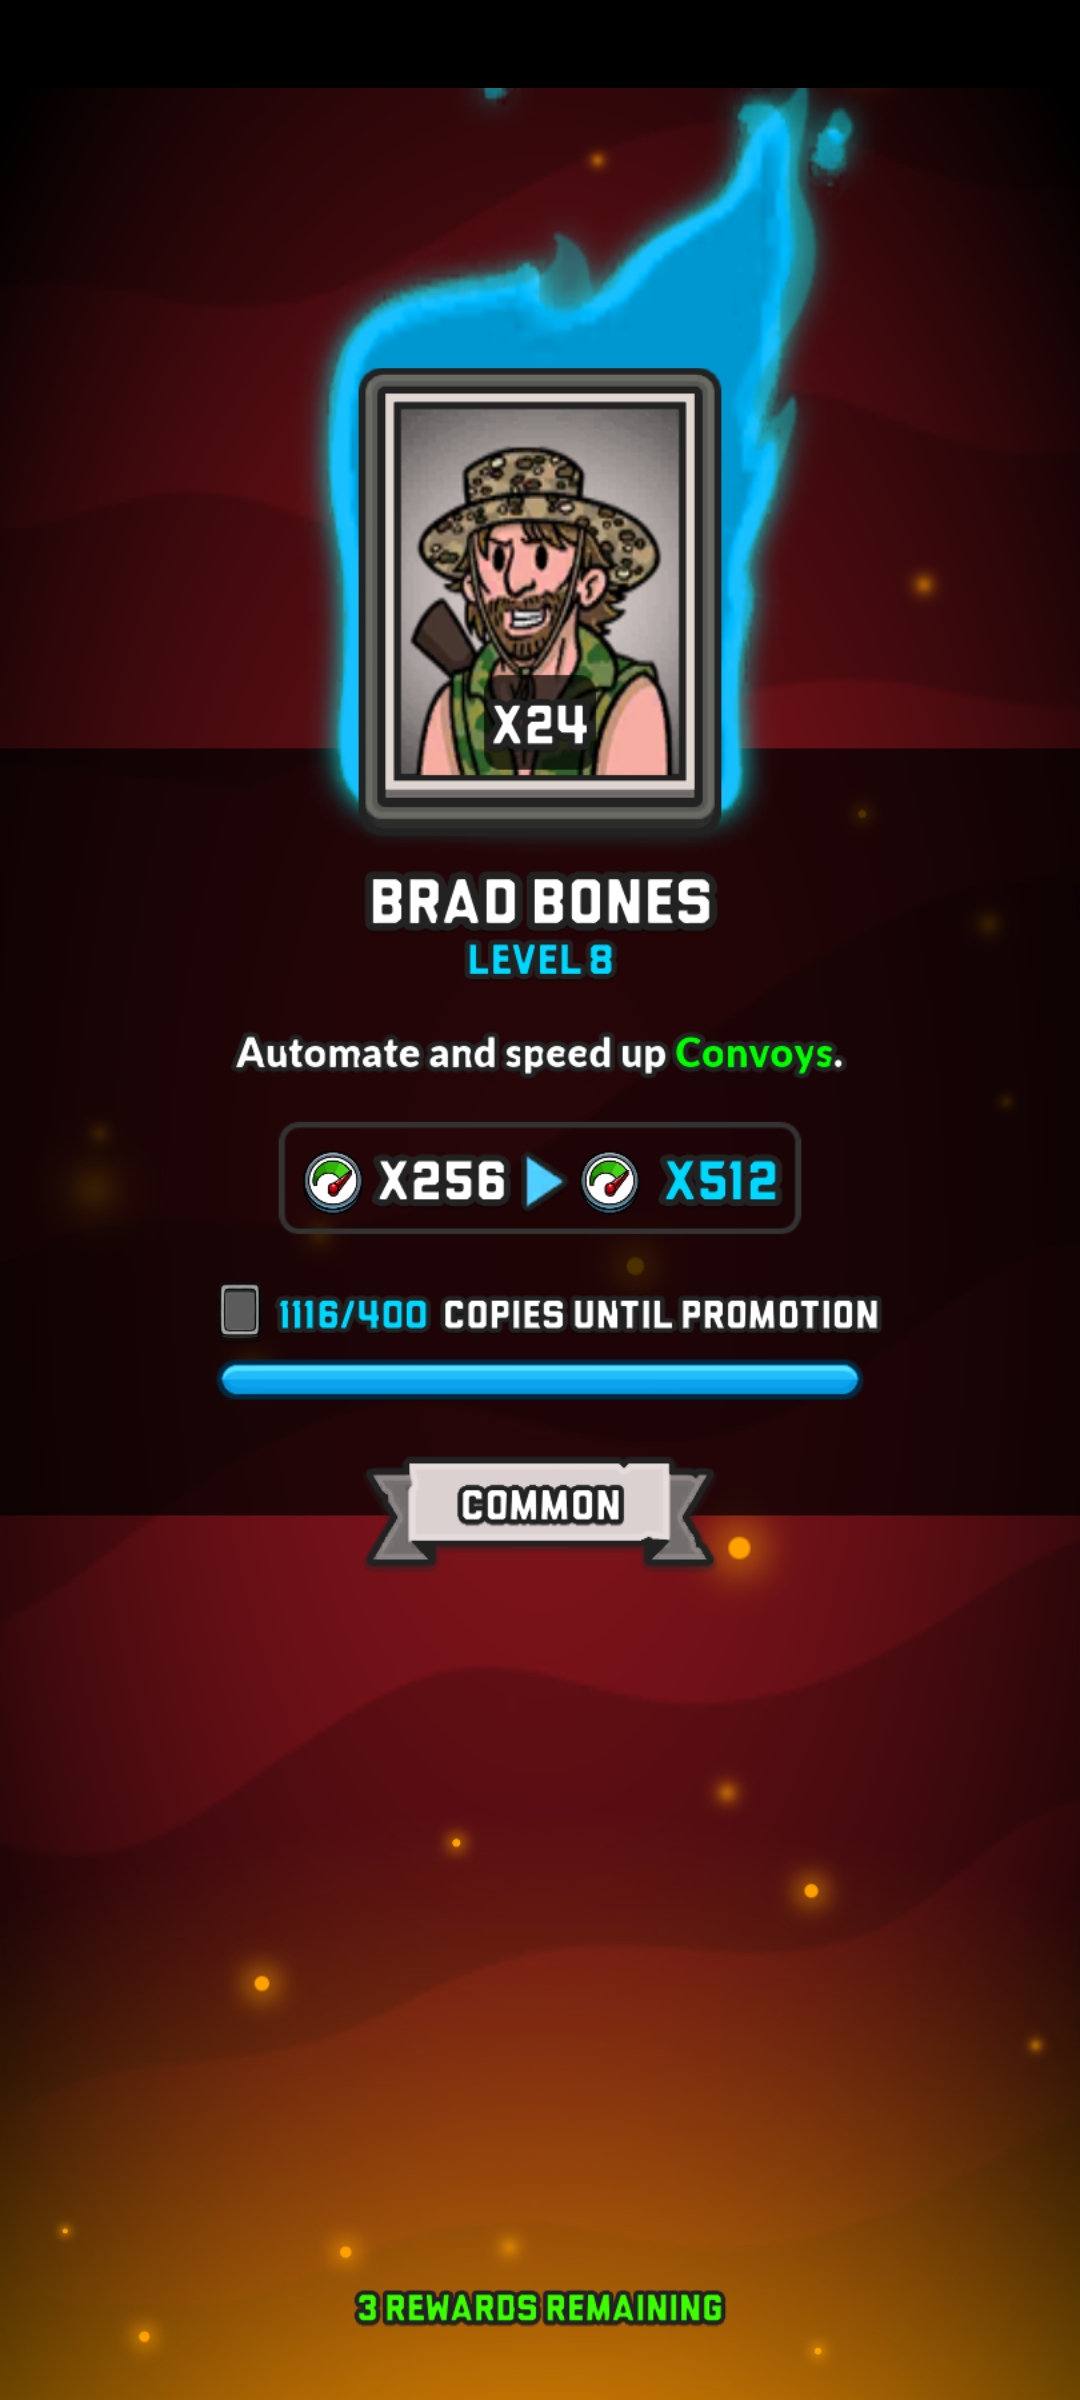 X24
BRAD BONES
LEVEL 8
Automate and speed up Convoys.
X256 X512
1116/400 COPIES UNTIL PROMOTION
COMMON
3 REWARDS REMAINING